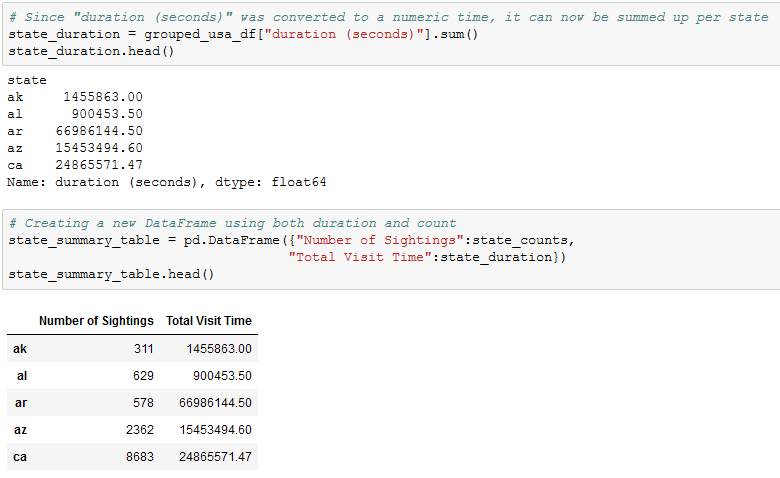 # Since "duration (seconds)" was converted to a numeric time, it can now be summed up per state
state_duration = grouped_usa_df["duration (seconds)"].sum()
state_duration.head()
state
ak 1455863.00
al 900453.50
ar 66986144.50
az 15453494.60
ca 24865571.47
Name: duration (seconds), dtype: float64
# Creating a new DataFrame using both duration and count
state_summary_table = pd.DataFrame({"Number of Sightings":state_counts,
"Total Visit Time":state_duration})
state_summary_table.head()
Number of Sightings Total Visit Time
ak 311 1455863.00
al 629 900453.50
ar 578 66986144.50
az 2362 15453494.60
ca 8683 24865571.47